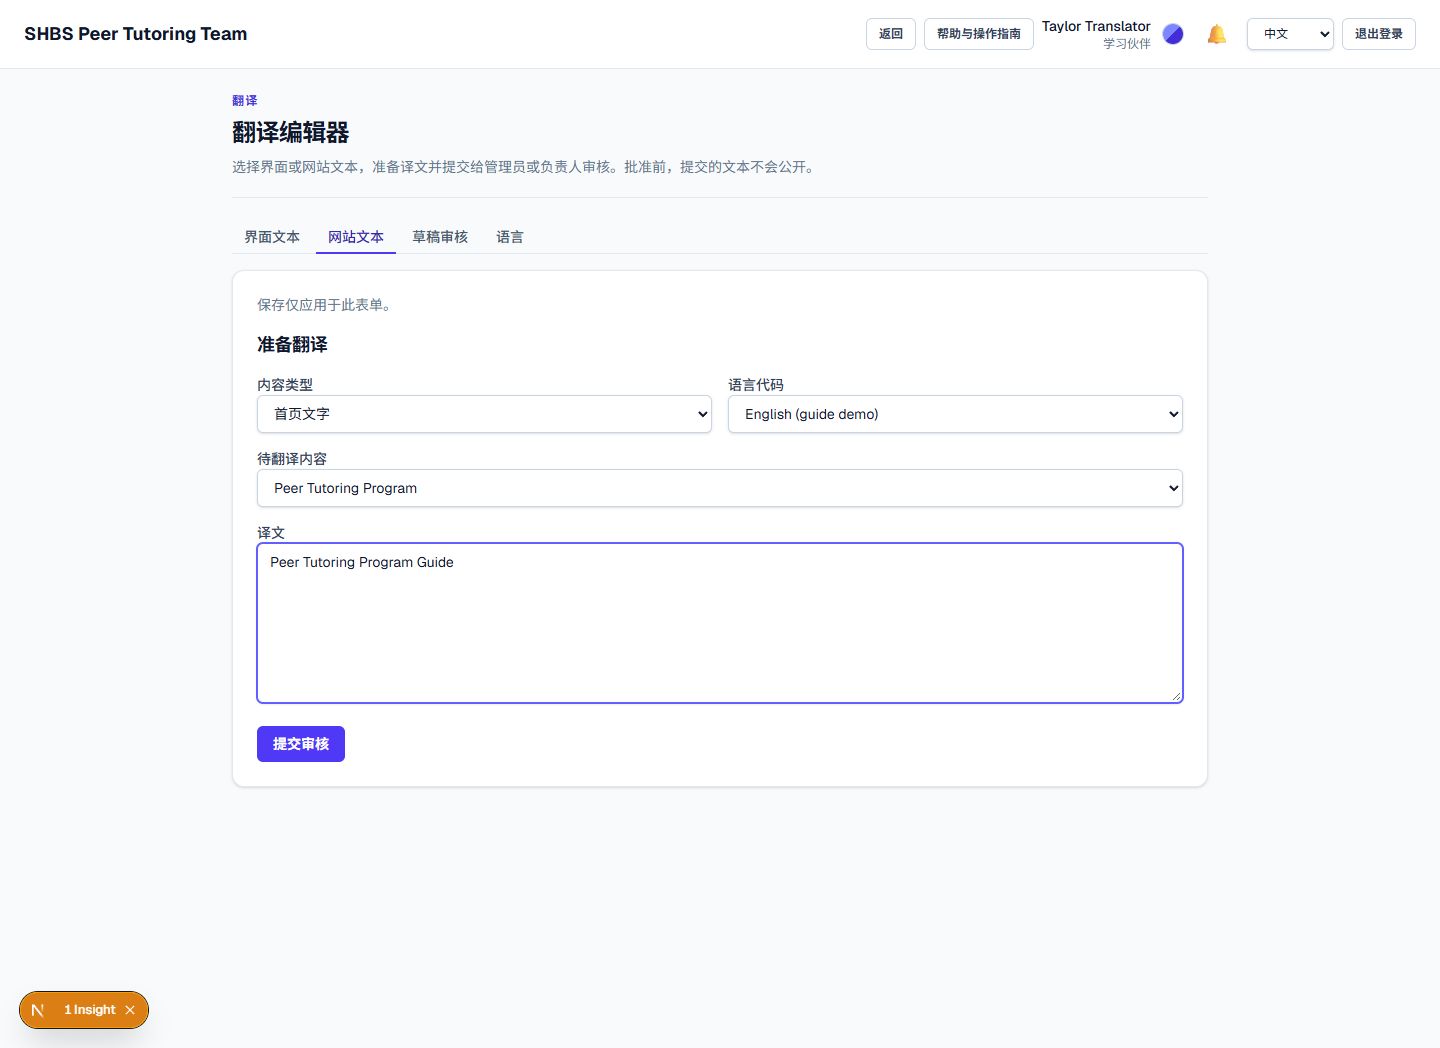 SHBS Peer Tutoring Team
返回
帮助与操作指南
Taylor Translator
学习伙伴
中文
退出登录
翻译
翻译编辑器
选择界面或网站文本，准备译文并提交给管理员或负责人审核。批准前，提交的文本不会公开。
界面文本
网站文本
草稿审核
语言
保存仅应用于此表单。
准备翻译
内容类型
语言代码
首页文字
English (guide demo)
待翻译内容
Peer Tutoring Program
译文
Peer Tutoring Program Guide
提交审核
N
1 Insight